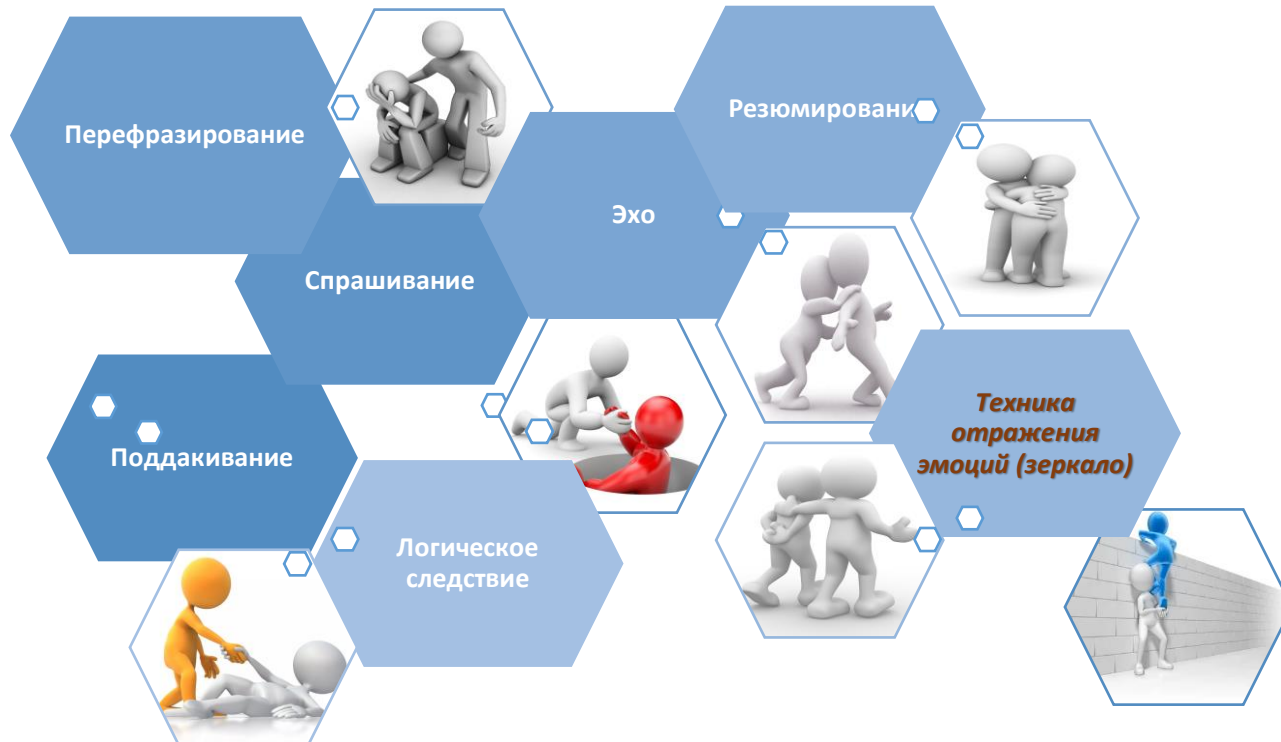 Перефразирование
Резюмировани
Эхо
Спрашивание
Техника
отражения
эмоций (зеркало)
Поддакивание
Логическое
следствие